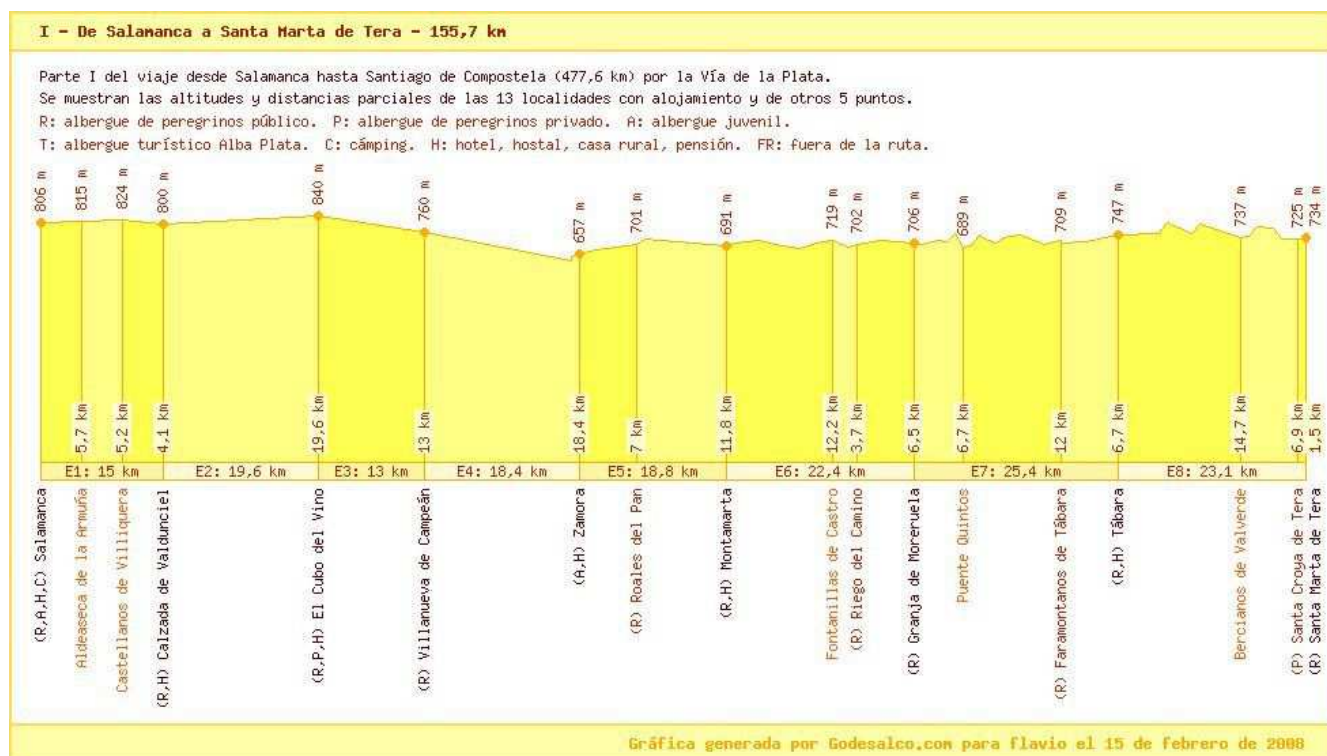 I - De Salamanca a Santa Marta de Tera - 155,7 km
Parte I del viaje desde Salamanca hasta Santiago de Compostela (477,6 km) por la Vía de la Plata.
Se muestran las altitudes y distancias parciales de las 13 localidades con alojamiento y de otros 5 puntos.
R: albergue de peregrinos público. P: albergue de peregrinos privado. A: albergue juvenil.
T: albergue turístico Alba Plata. C: cámping. H: hotel, hostal, casa rural, pensión. FR: fuera de la ruta.
806 m
815 m
824 m
800 m
840 m
760 m
657 m
701 m
691 m
719 m
702 m
706 m
689 m
709 m
747 m
737 m
725 m
734 m
5,7 km
5,2 km
4,1 km
19,6 km
13 km
18,4 km
7 km
11,8 km
12,2 km
3,7 km
6,5 km
6,7 km
12 km
6,7 km
14,7 km
6,9 km
1,5 km
E1: 15 km
E2: 19,6 km
E3: 13 km
E4: 18,4 km
E5: 18,8 km
E6: 22,4 km
E7: 25,4 km
E8: 23,1 km
(R,A,H,C) Salamanca
Aldeaseca de la Armuña
Castellanos de Villiquera
(R,H) Calzada de Valdunciel
(R,P,H) El Cubo del Vino
(R) Villanueva de Campeán
(A,H) Zamora
(R) Roales del Pan
(R,H) Montamarta
Fontanillas de Castro
(R) Riego del Camino
(R) Granja de Moreruela
Puente Quintos
(R) Faramontanos de Tábara
(R,H) Tábara
Bercianos de Valverde
(P) Santa Croya de Tera
(R) Santa Marta de Tera
Gráfica generada por Godesalco.com para flavio el 15 de febrero de 2008